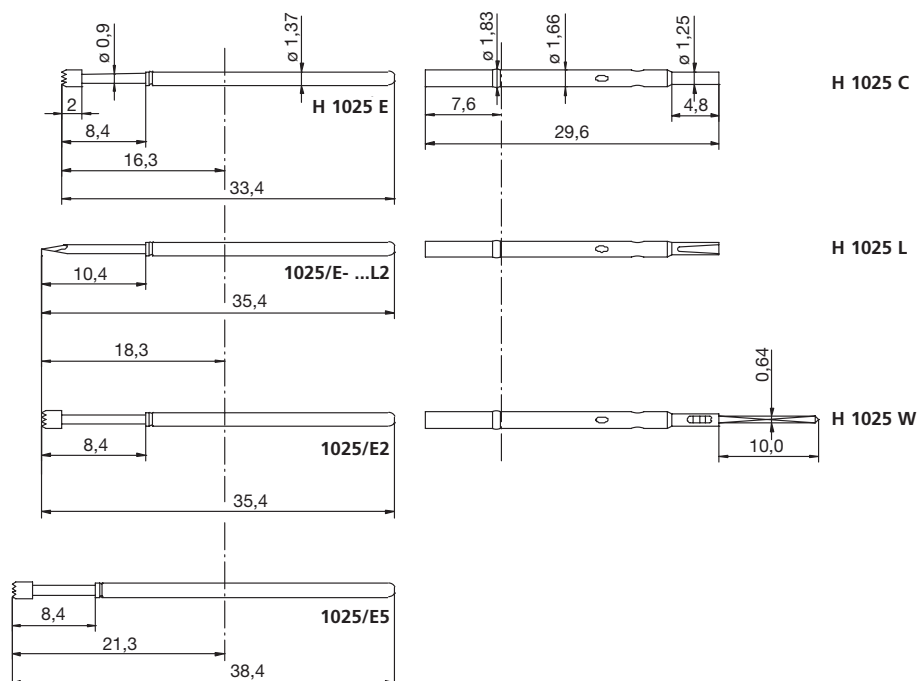 ø 0,9
ø 1,37
H 1025 E
2
8,4
16,3
33,4
ø 1,83
ø 1,66
ø 1,25
H 1025 C
7,6
4,8
29,6
10,4
1025/E- ...L2
35,4
H 1025 L
18,3
8,4
1025/E2
35,4
0,64
H 1025 W
10,0
8,4
1025/E5
21,3
38,4